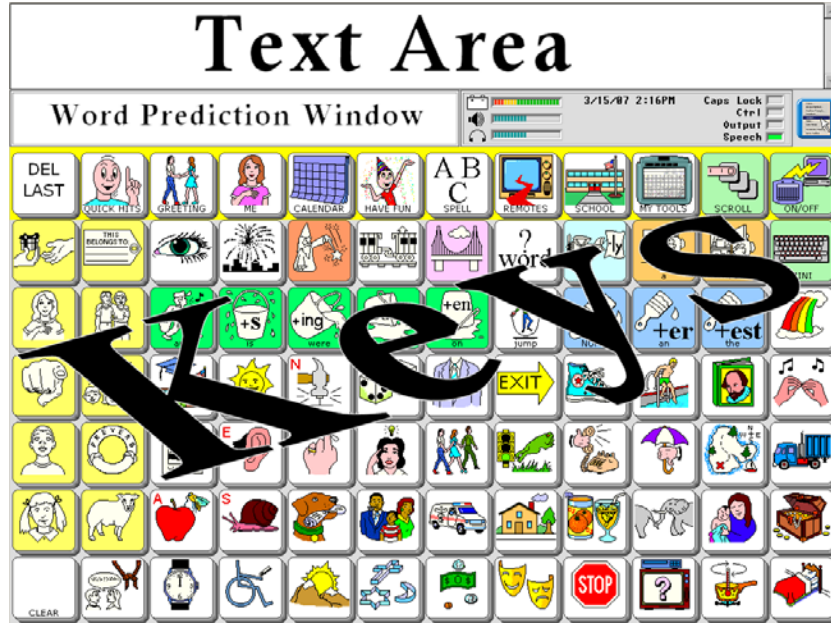 Text Area
Word Prediction Window
3/15/07 2:16PM
Caps Lock
Ctrl
Output
Speech
DEL LAST
QUICK HITS
GREETING
ME
CALENDAR
HAVE FUN
A B C
SPELL
REMOTES
SCHOOL
MY TOOLS
SCROLL
ON/OFF
THIS BELONGS TO
?
word
-ly
a
Keys
+s
is
+ing
were
+en
on
jump
+er
an
+est
the
N
EXIT
E
A
S
CLEAR
STOP
?